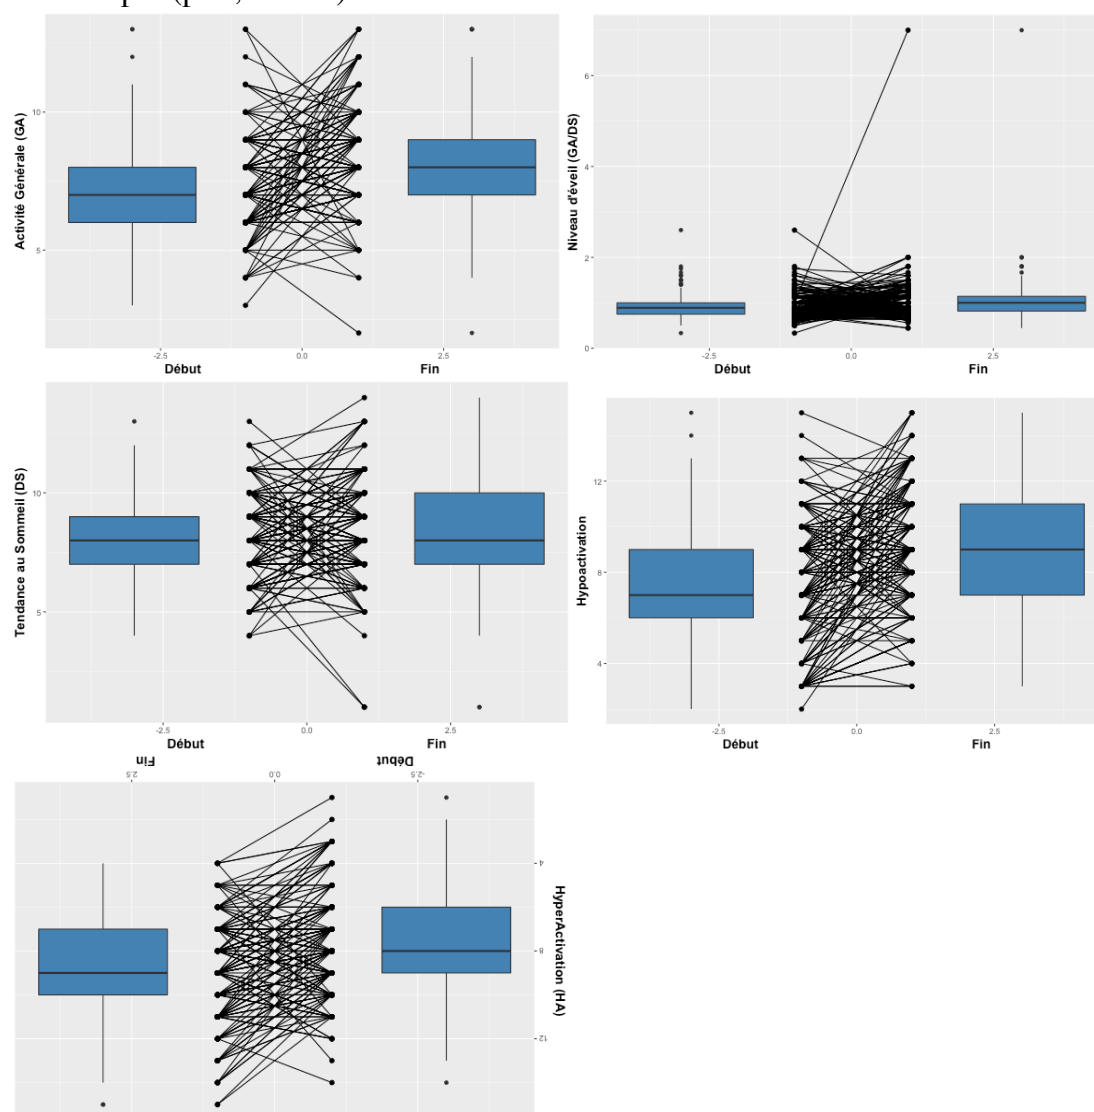 Activité Générale (GA)
10
5
-2.5 0.0 2.5
Début Fin
Niveau d'éveil (GA/DS)
6
4
2
0
-2.5 0.0 2.5
Début Fin
Tendance au Sommeil (DS)
10
5
-2.5 0.0 2.5
Début Fin
Hypoactivation
12
8
4
-2.5 0.0 2.5
Début Fin
HyperActivation (HA)
12
8
4
-2.5 0.0 2.5
Début Fin